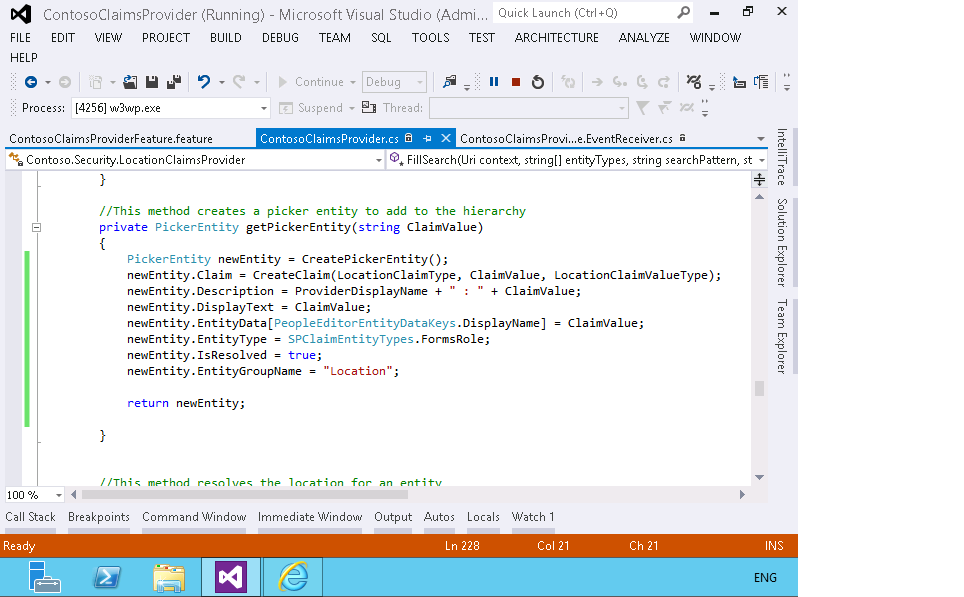 ContosoClaimsProvider (Running) - Microsoft Visual Studio (Admi...
Quick Launch (Ctrl+Q)
FILE EDIT VIEW PROJECT BUILD DEBUG TEAM SQL TOOLS TEST ARCHITECTURE ANALYZE WINDOW
HELP
Continue Debug
Process: [4256] w3wp.exe Suspend Thread:
ContosoClaimsProviderFeature.feature ContosoClaimsProvider.cs ContosoClaimsProv...e.EventReceiver.cs
Contoso.Security.LocationClaimsProvider FillSearch(Uri context, string[] entityTypes, string searchPattern, st
}
//This method creates a picker entity to add to the hierarchy
private PickerEntity getPickerEntity(string ClaimValue)
{
PickerEntity newEntity = CreatePickerEntity();
newEntity.Claim = CreateClaim(LocationClaimType, ClaimValue, LocationClaimValueType);
newEntity.Description = ProviderDisplayName + " : " + ClaimValue;
newEntity.DisplayText = ClaimValue;
newEntity.EntityData[PeopleEditorEntityDataKeys.DisplayName] = ClaimValue;
newEntity.EntityType = SPClaimEntityTypes.FormsRole;
newEntity.IsResolved = true;
newEntity.EntityGroupName = "Location";
return newEntity;
}
//This method resolves the location for an entity
IntelliTrace
Solution Explorer
Team Explorer
100 %
Call Stack Breakpoints Command Window Immediate Window Output Autos Locals Watch 1
Ready Ln 228 Col 21 Ch 21 INS
ENG